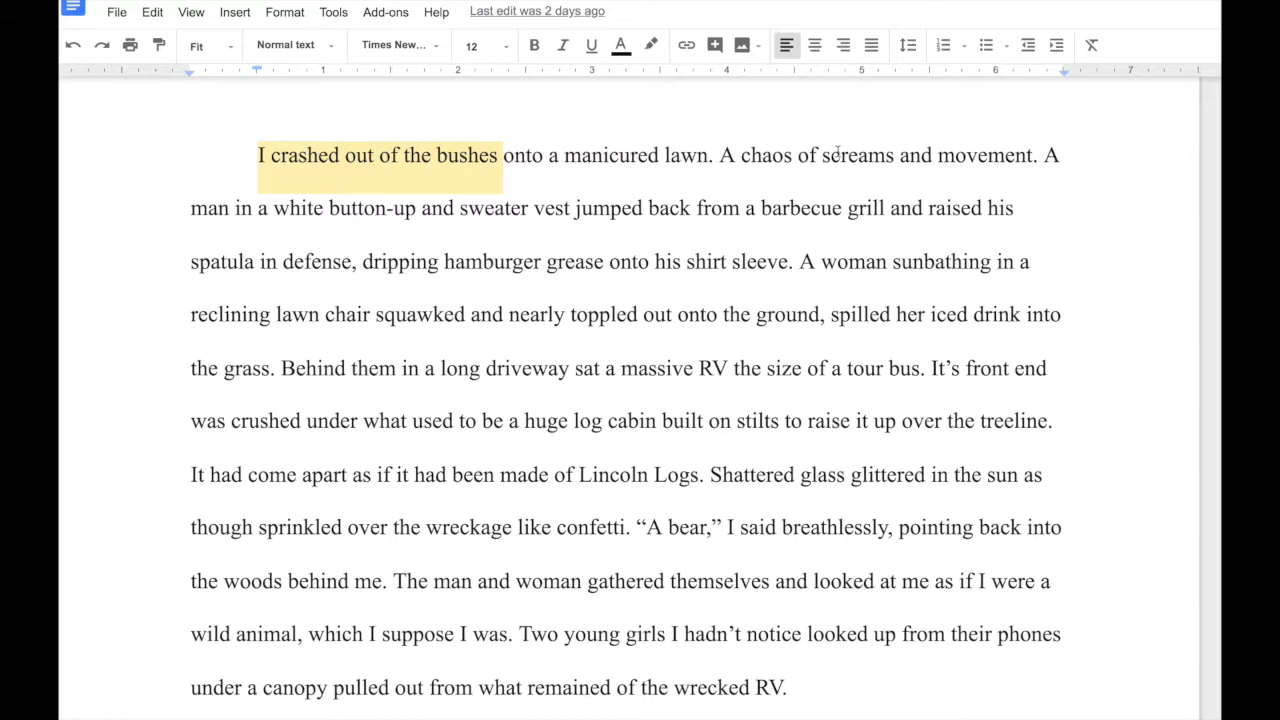 File Edit View Insert Format Tools Add-ons Help Last edit was 2 days ago
Fit Normal text Times New... 12 B I U A
1 2 3 4 5 6 7
I crashed out of the bushes onto a manicured lawn. A chaos of screams and movement. A
man in a white button-up and sweater vest jumped back from a barbecue grill and raised his
spatula in defense, dripping hamburger grease onto his shirt sleeve. A woman sunbathing in a
reclining lawn chair squawked and nearly toppled out onto the ground, spilled her iced drink into
the grass. Behind them in a long driveway sat a massive RV the size of a tour bus. It’s front end
was crushed under what used to be a huge log cabin built on stilts to raise it up over the treeline.
It had come apart as if it had been made of Lincoln Logs. Shattered glass glittered in the sun as
though sprinkled over the wreckage like confetti. “A bear,” I said breathlessly, pointing back into
the woods behind me. The man and woman gathered themselves and looked at me as if I were a
wild animal, which I suppose I was. Two young girls I hadn’t notice looked up from their phones
under a canopy pulled out from what remained of the wrecked RV.